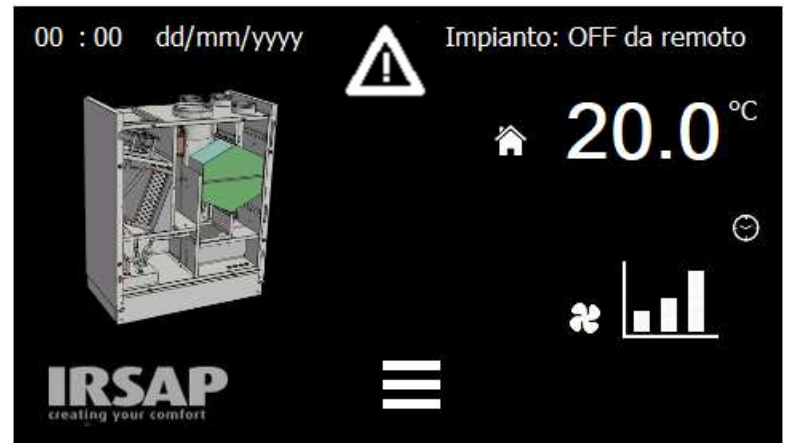 00 : 00 dd/mm/yyyy
Impianto: OFF da remoto
20.0 °C
IRSAP
creating your comfort